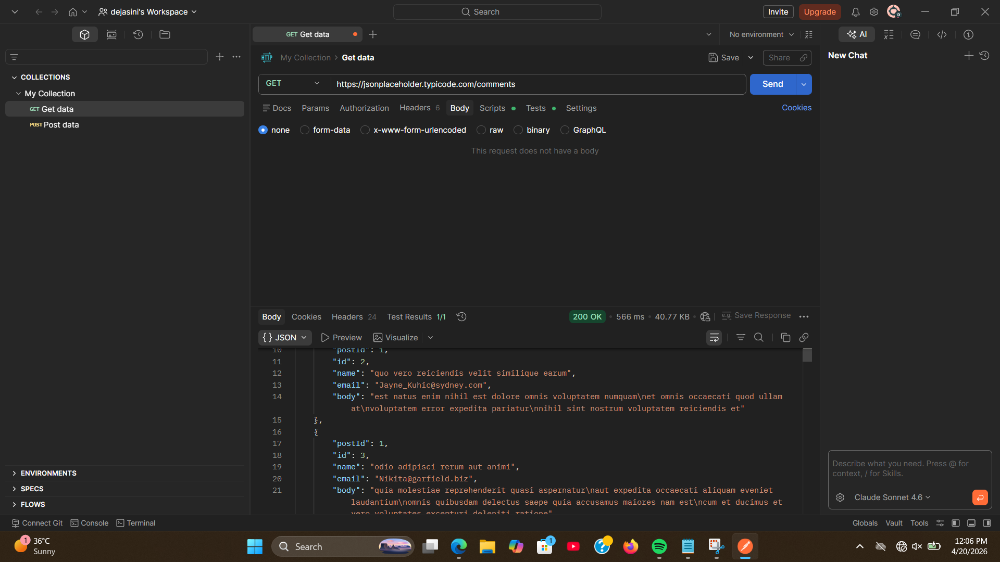 dejasini's Workspace
Search
Invite
Upgrade
D
GET Get data
No environment
AI
My Collection > Get data
Save
Share
New Chat
COLLECTIONS
My Collection
GET Get data
POST Post data
GET
https://jsonplaceholder.typicode.com/comments
Send
Docs Params Authorization Headers 6 Body Scripts Tests Settings
Cookies
none form-data x-www-form-urlencoded raw binary GraphQL
This request does not have a body
Body Cookies Headers 24 Test Results 1/1
200 OK • 566 ms • 40.77 KB
e.g. Save Response
{} JSON Preview Visualize
10 "postId": 1,
11 "id": 2,
12 "name": "quo vero reiciendis velit similique earum",
13 "email": "Jayne_Kuhic@sydney.com",
14 "body": "est natus enim nihil est dolore omnis voluptatem numquam\net omnis occaecati quod ullam
at\nvoluptatem error expedita pariatur\nnihil sint nostrum voluptatem reiciendis et"
15 },
16 {
17 "postId": 1,
18 "id": 3,
19 "name": "odio adipisci rerum aut animi",
20 "email": "Nikita@garfield.biz",
21 "body": "quia molestiae reprehenderit quasi aspernatur\naut expedita occaecati aliquam eveniet
laudantium\nomnis quibusdam delectus saepe quia accusamus maiores nam est\ncum et ducimus et
vero voluptates excepturi deleniti ratione"
ENVIRONMENTS
SPECS
FLOWS
Describe what you need. Press @ for
context, / for Skills.
Claude Sonnet 4.6
Connect Git Console Terminal
Globals Vault Tools
1
36°C
Sunny
Search
1
12:06 PM
4/20/2026